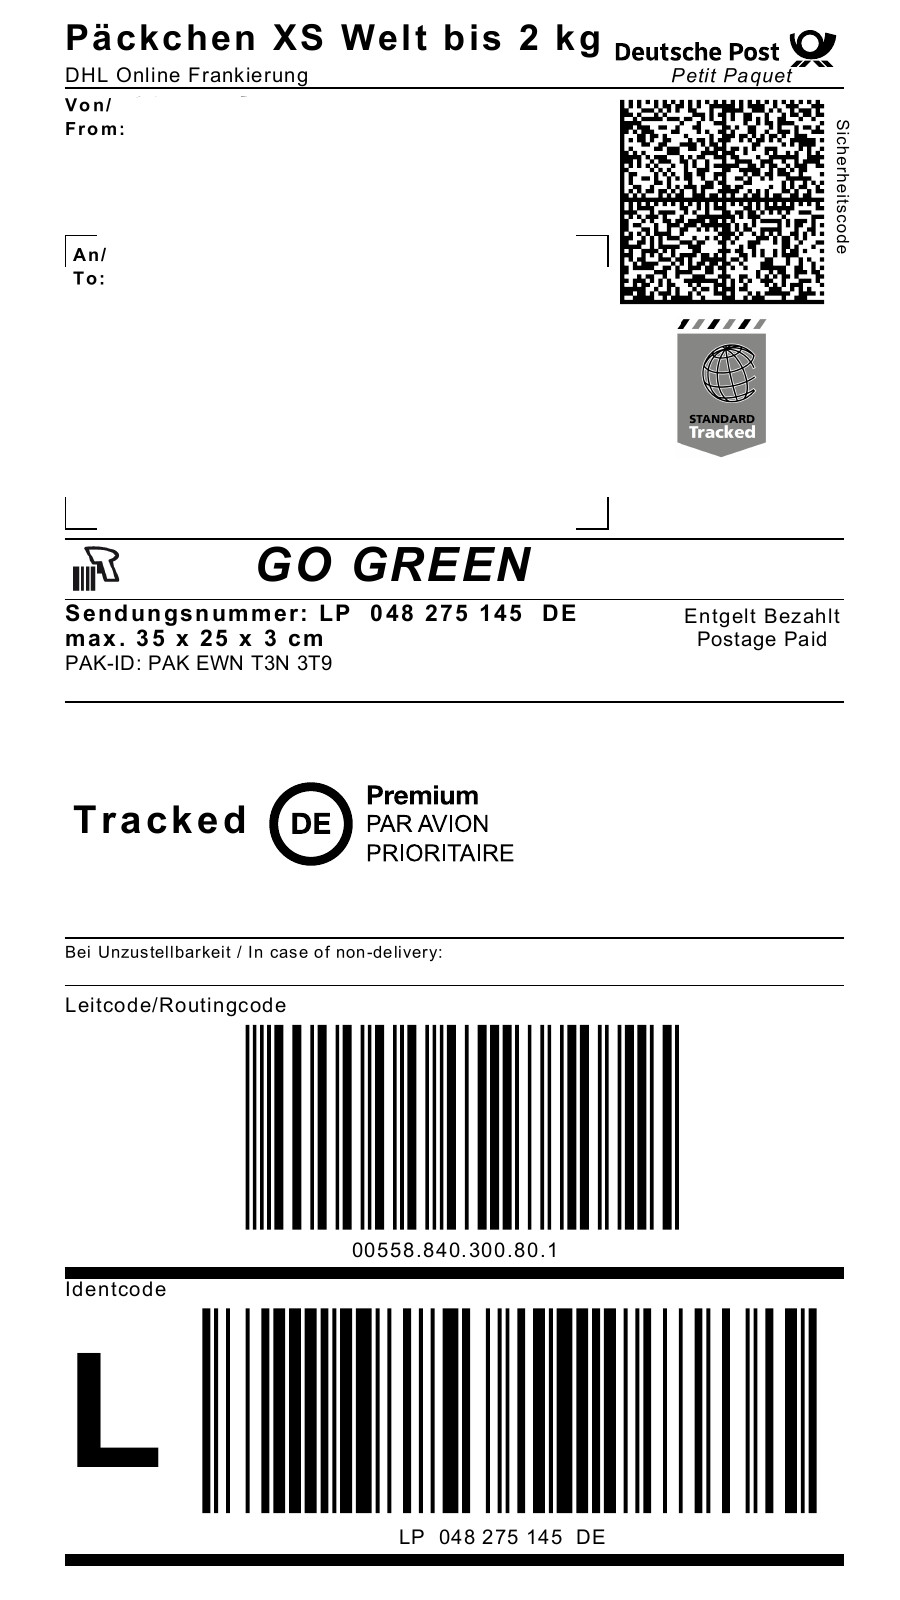 Päckchen XS Welt bis 2 kg
Deutsche Post
DHL Online Frankierung
Petit Paquet
Von/
From:
Sicherheitscode
An/
To:
STANDARD
Tracked
GO GREEN
Sendungsnummer: LP 048 275 145 DE
max. 35 x 25 x 3 cm
PAK-ID: PAK EWN T3N 3T9
Entgelt Bezahlt
Postage Paid
Tracked
DE
Premium
PAR AVION
PRIORITAIRE
Bei Unzustellbarkeit / In case of non-delivery:
Leitcode/Routingcode
00558.840.300.80.1
Identcode
L
LP 048 275 145 DE